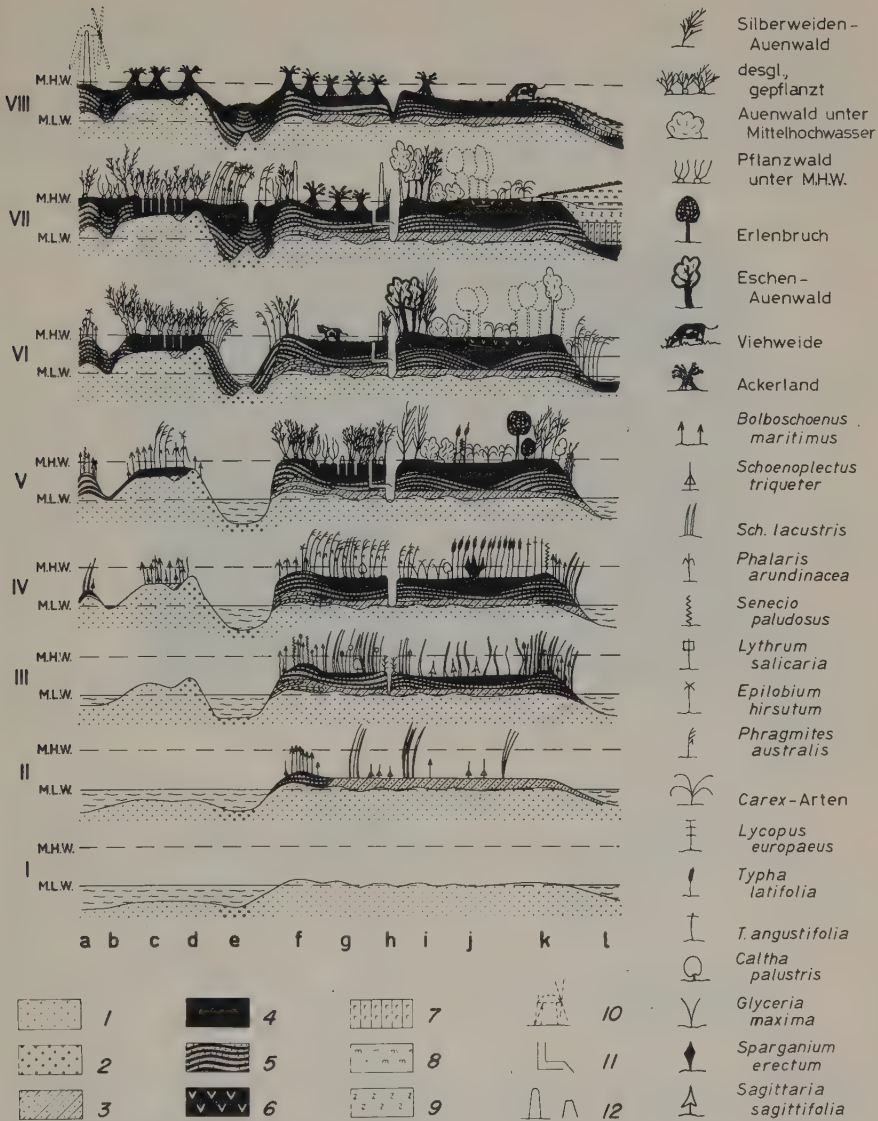 M.H.W.
VIII
M.L.W.
M.H.W.
VII
M.L.W.
M.H.W.
VI
M.L.W.
M.H.W.
V
M.L.W.
M.H.W.
IV
M.L.W.
M.H.W.
III
M.L.W.
M.H.W.
II
M.L.W.
M.H.W.
I
M.L.W.
a b c d e f g h i j k l
1 4 7 10
2 5 8 11
3 6 9 12
Silberweiden-
Auenwald
desgl.,
gepflanzt
Auenwald unter
Mittelhochwasser
Pflanzwald
unter M.H.W.
Erlenbruch
Eschen-
Auenwald
Viehweide
Ackerland
Bolboschoenus
maritimus
Schoenoplectus
triqueter
Sch. lacustris
Phalaris
arundinacea
Senecio
paludosus
Lythrum
salicaria
Epilobium
hirsutum
Phragmites
australis
Carex-Arten
Lycopus
europaeus
Typha
latifolia
T. angustifolia
Caltha
palustris
Glyceria
maxima
Sparganium
erectum
Sagittaria
sagittifolia